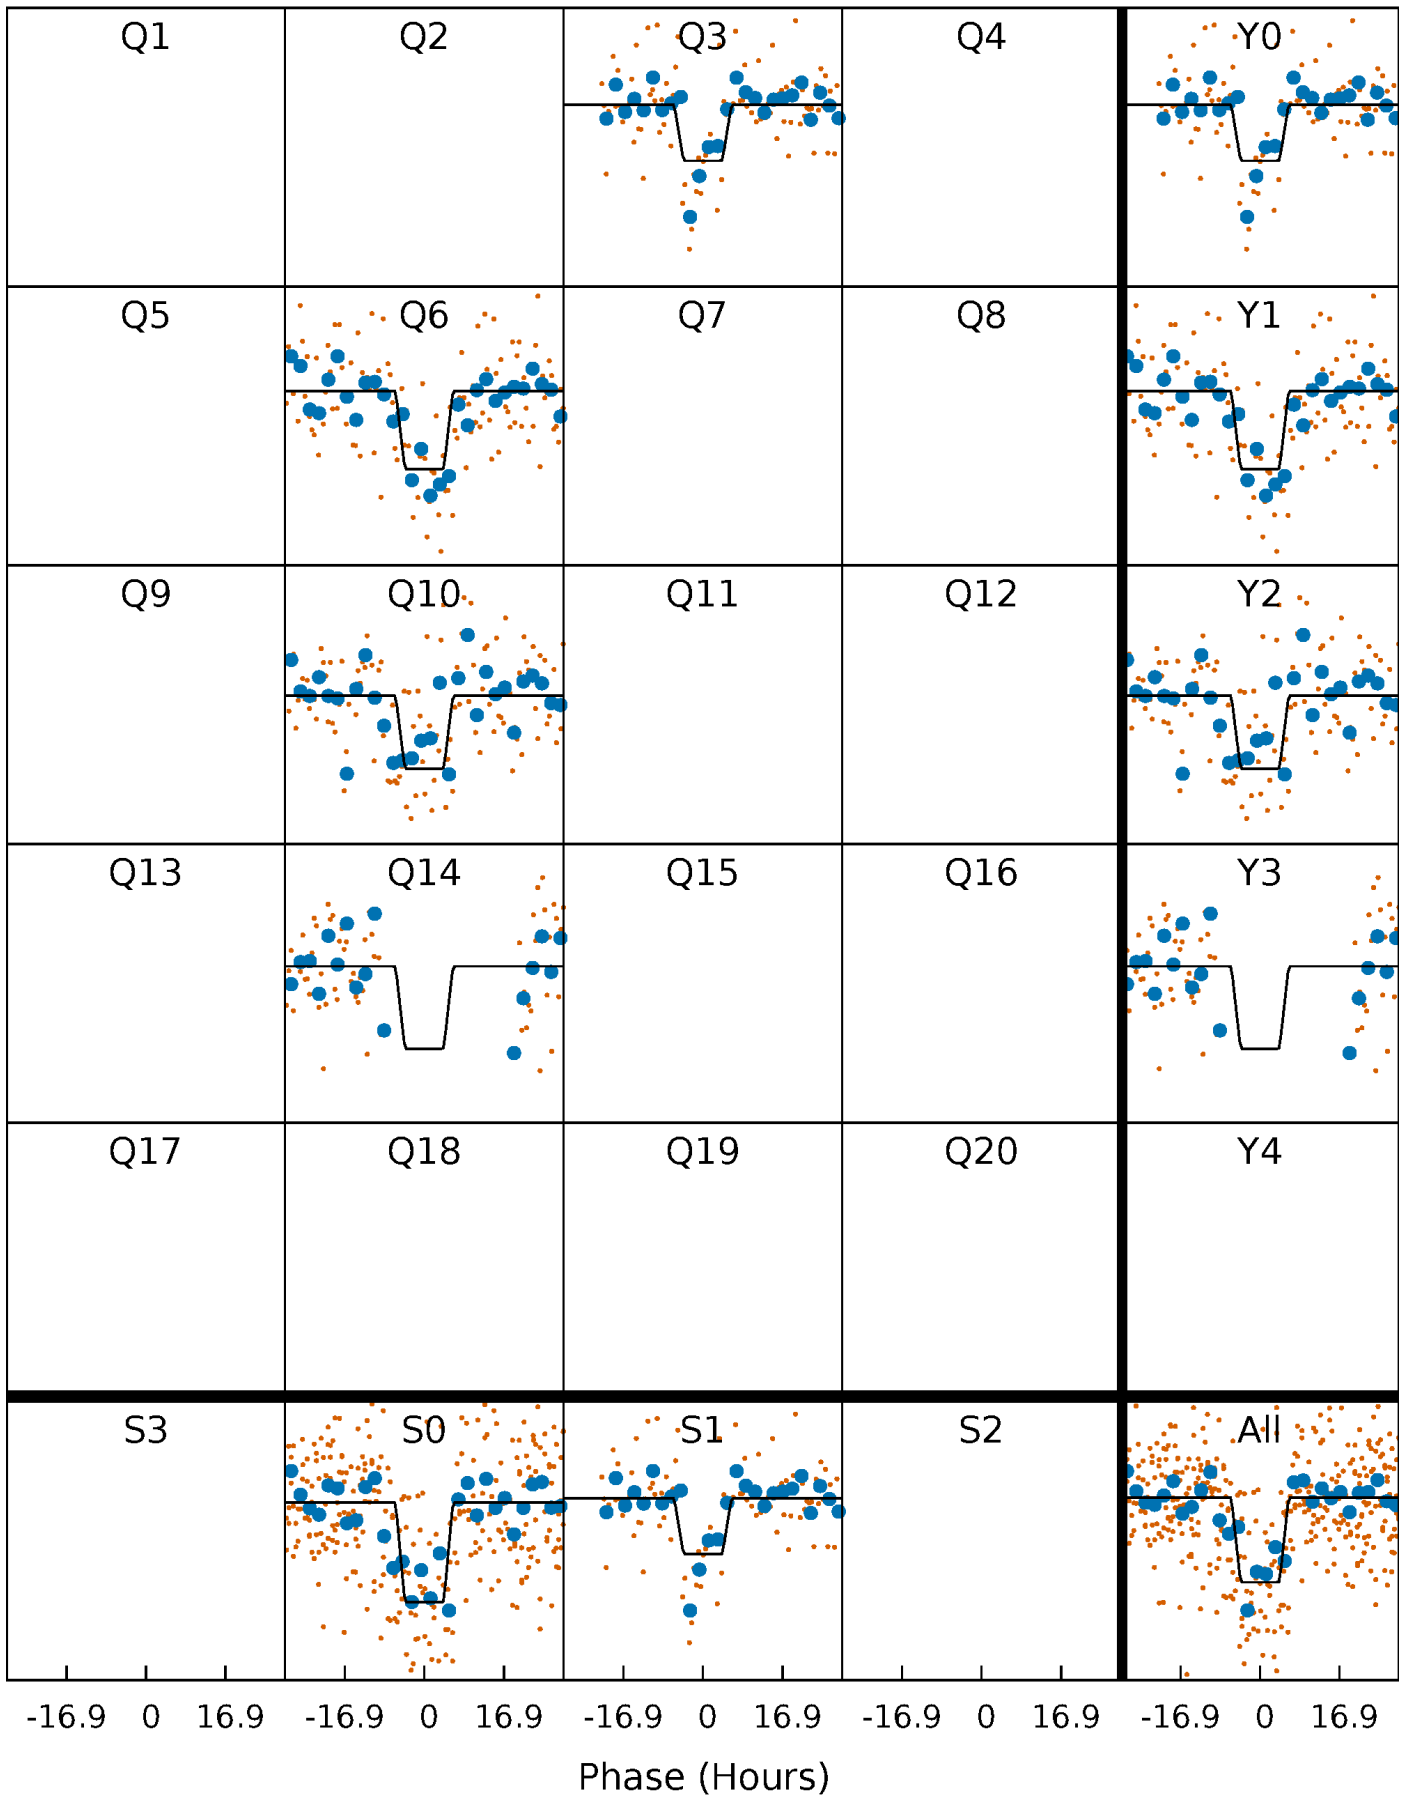 Q1 Q2 Q3 Q4 Y0
Q5 Q6 Q7 Q8 Y1
Q9 Q10 Q11 Q12 Y2
Q13 Q14 Q15 Q16 Y3
Q17 Q18 Q19 Q20 Y4
S3 S0 S1 S2 All
-16.9 0 16.9 -16.9 0 16.9 -16.9 0 16.9 -16.9 0 16.9 -16.9 0 16.9
Phase (Hours)